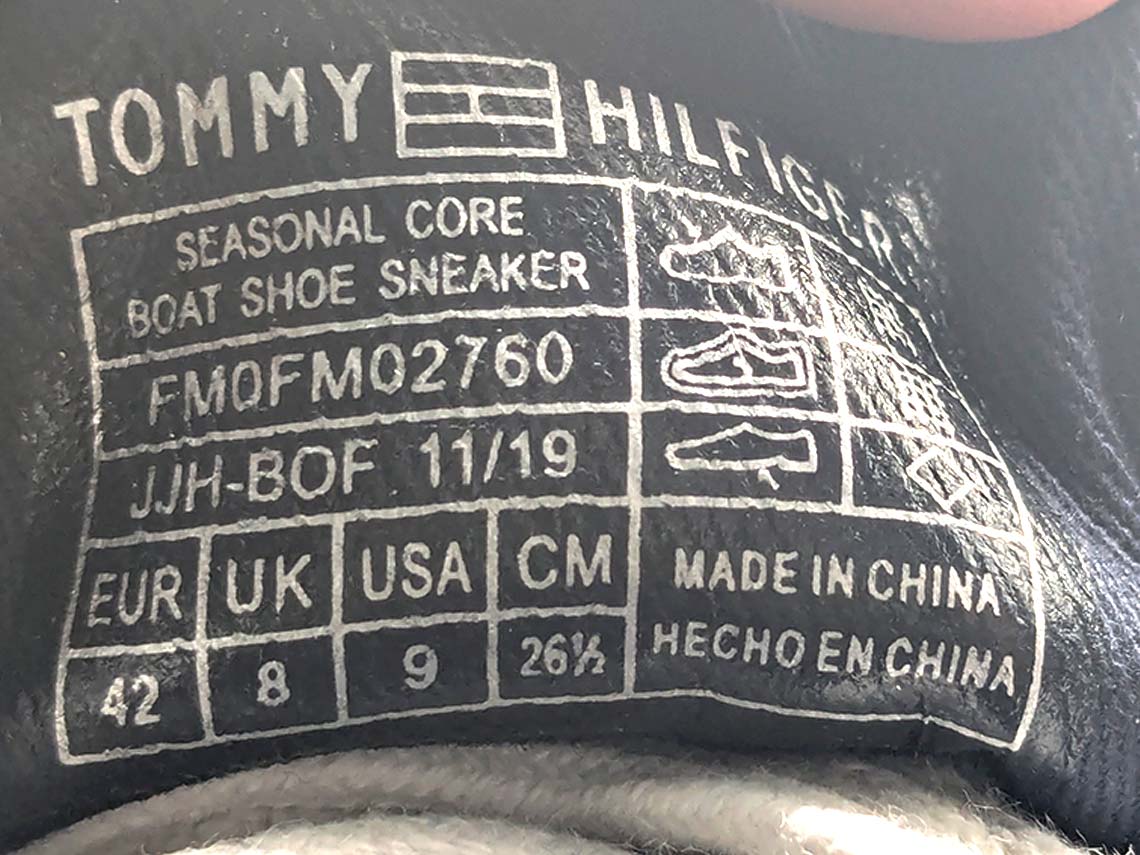 TOMMY HILFIGER
SEASONAL CORE
BOAT SHOE SNEAKER
FM0FM02760
JJH-BOF 11/19
EUR UK USA CM
42 8 9 26½
MADE IN CHINA
HECHO EN CHINA